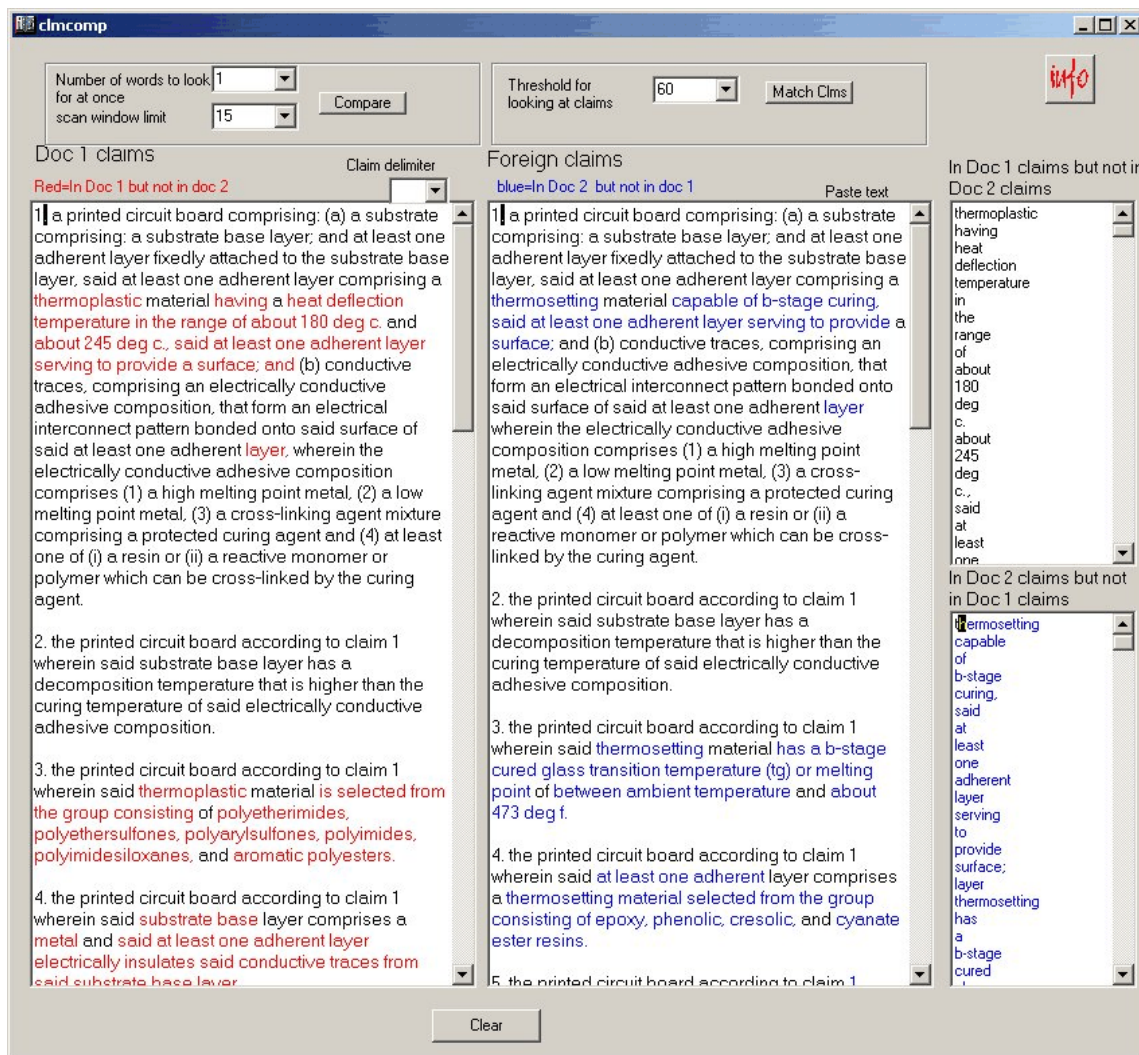 clmcomp
Number of words to look
for at once
1
scan window limit
15
Compare
Threshold for
looking at claims
60
Match Clms
info
Doc 1 claims
Claim delimiter
Red=In Doc 1 but not in doc 2
1. a printed circuit board comprising: (a) a substrate
comprising: a substrate base layer; and at least one
adherent layer fixedly attached to the substrate base
layer, said at least one adherent layer comprising a
thermoplastic material having a heat deflection
temperature in the range of about 180 deg c. and
about 245 deg c., said at least one adherent layer
serving to provide a surface; and (b) conductive
traces, comprising an electrically conductive
adhesive composition, that form an electrical
interconnect pattern bonded onto said surface of
said at least one adherent layer, wherein the
electrically conductive adhesive composition
comprises (1) a high melting point metal, (2) a low
melting point metal, (3) a cross-linking agent mixture
comprising a protected curing agent and (4) at least
one of (i) a resin or (ii) a reactive monomer or
polymer which can be cross-linked by the curing
agent.
2. the printed circuit board according to claim 1
wherein said substrate base layer has a
decomposition temperature that is higher than the
curing temperature of said electrically conductive
adhesive composition.
3. the printed circuit board according to claim 1
wherein said thermoplastic material is selected from
the group consisting of polyetherimides,
polyethersulfones, polyarylsulfones, polyimides,
polyimidesiloxanes, and aromatic polyesters.
4. the printed circuit board according to claim 1
wherein said substrate base layer comprises a
metal and said at least one adherent layer
electrically insulates said conductive traces from
said substrate base layer
Foreign claims
blue=In Doc 2 but not in doc 1
Paste text
1. a printed circuit board comprising: (a) a substrate
comprising: a substrate base layer; and at least one
adherent layer fixedly attached to the substrate base
layer, said at least one adherent layer comprising a
thermosetting material capable of b-stage curing,
said at least one adherent layer serving to provide a
surface; and (b) conductive traces, comprising an
electrically conductive adhesive composition, that
form an electrical interconnect pattern bonded onto
said surface of said at least one adherent layer
wherein the electrically conductive adhesive
composition comprises (1) a high melting point
metal, (2) a low melting point metal, (3) a cross-
linking agent mixture comprising a protected curing
agent and (4) at least one of (i) a resin or (ii) a
reactive monomer or polymer which can be cross-
linked by the curing agent.
2. the printed circuit board according to claim 1
wherein said substrate base layer has a
decomposition temperature that is higher than the
curing temperature of said electrically conductive
adhesive composition.
3. the printed circuit board according to claim 1
wherein said thermosetting material has a b-stage
cured glass transition temperature (tg) or melting
point of between ambient temperature and about
473 deg f.
4. the printed circuit board according to claim 1
wherein said at least one adherent layer comprises
a thermosetting material selected from the group
consisting of epoxy, phenolic, cresolic, and cyanate
ester resins.
5. the printed circuit board according to claim 1
In Doc 1 claims but not in
Doc 2 claims
thermoplastic
having
heat
deflection
temperature
in
the
range
of
about
180
deg
c.
about
245
deg
c.,
said
at
least
one
In Doc 2 claims but not
in Doc 1 claims
thermosetting
capable
of
b-stage
curing,
said
at
least
one
adherent
layer
serving
to
provide
surface;
layer
thermosetting
has
a
b-stage
cured
Clear